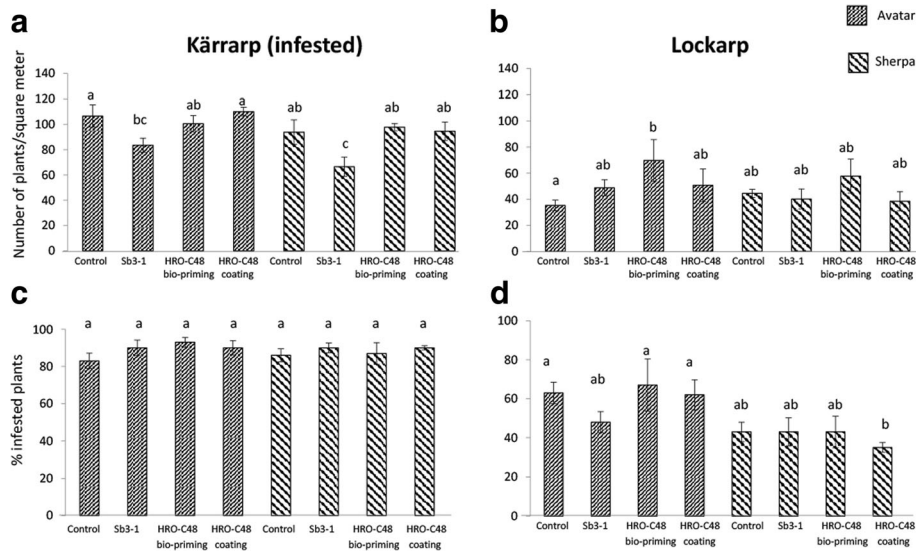 a
Kärrarp (infested)
b
Lockarp
Avatar
Sherpa
Number of plants/square meter
140
120
100
80
60
40
20
0
a bc ab a ab c ab ab
Control Sb3-1 HRO-C48 HRO-C48 Control Sb3-1 HRO-C48 HRO-C48
bio-priming coating bio-priming coating
140
120
100
80
60
40
20
0
a ab b ab ab ab ab ab
Control Sb3-1 HRO-C48 HRO-C48 Control Sb3-1 HRO-C48 HRO-C48
bio-priming coating bio-priming coating
c
% infested plants
100
80
60
40
20
0
a a a a a a a a
Control Sb3-1 HRO-C48 HRO-C48 Control Sb3-1 HRO-C48 HRO-C48
bio-priming coating bio-priming coating
d
80
60
40
20
0
a ab a a ab ab ab b
Control Sb3-1 HRO-C48 HRO-C48 Control Sb3-1 HRO-C48 HRO-C48
bio-priming coating bio-priming coating